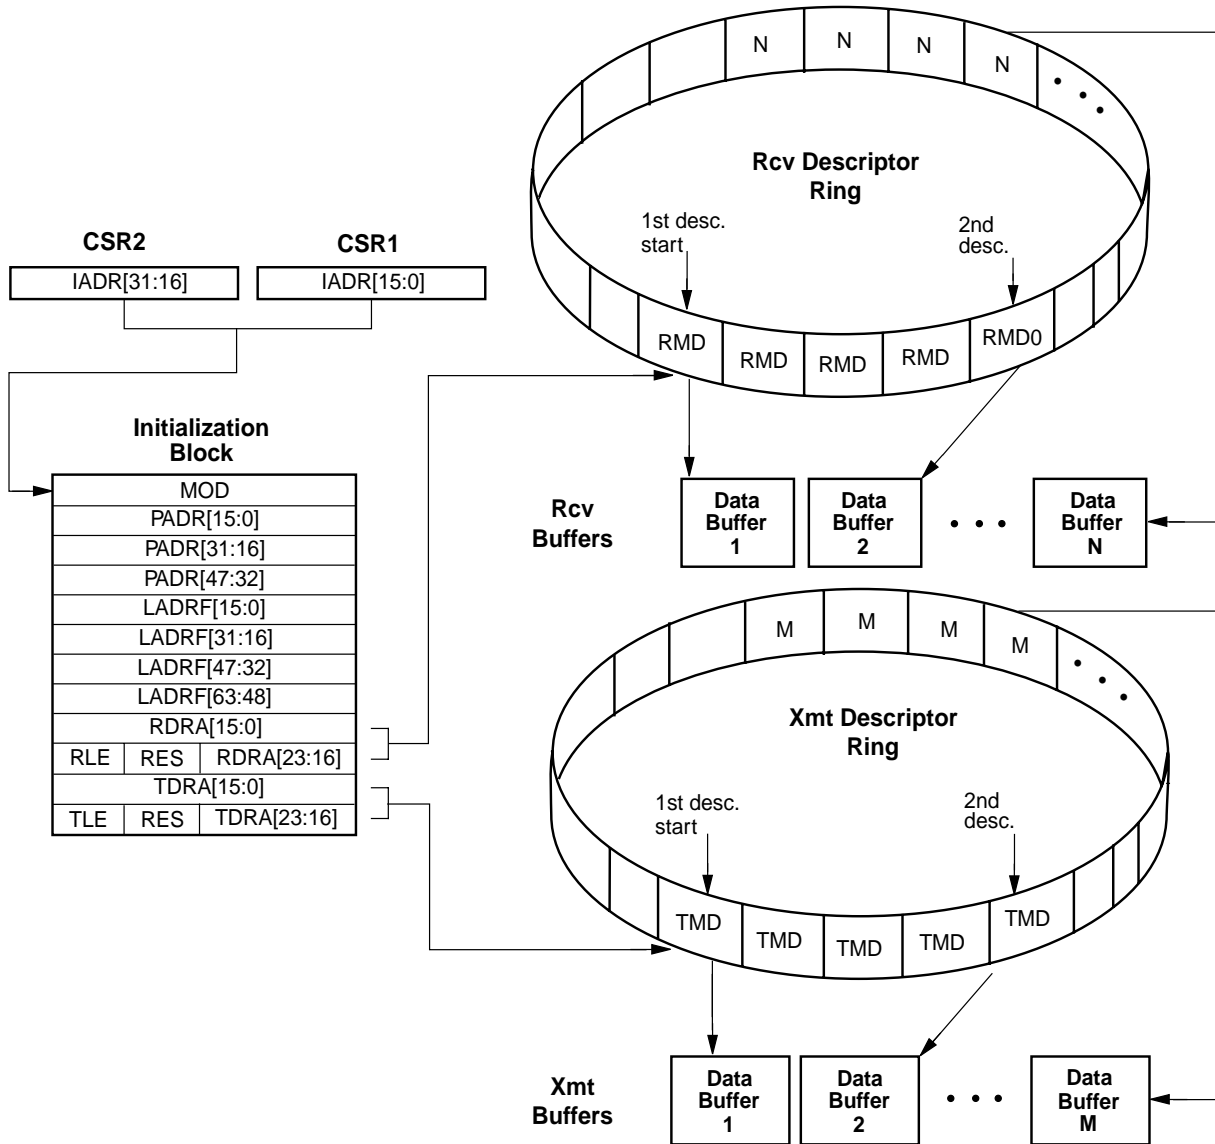 N N N N
Rcv Descriptor
Ring
1st desc.
start
2nd
desc.
RMD RMD RMD RMD RMD0
CSR2
IADR[31:16]
CSR1
IADR[15:0]
Initialization
Block
MOD
PADR[15:0]
PADR[31:16]
PADR[47:32]
LADRF[15:0]
LADRF[31:16]
LADRF[47:32]
LADRF[63:48]
RDRA[15:0]
RLE RES RDRA[23:16]
TDRA[15:0]
TLE RES TDRA[23:16]
Rcv
Buffers
Data
Buffer
1
Data
Buffer
2
• • •
Data
Buffer
N
M M M M
Xmt Descriptor
Ring
1st desc.
start
2nd
desc.
TMD TMD TMD TMD TMD
Xmt
Buffers
Data
Buffer
1
Data
Buffer
2
• • •
Data
Buffer
M